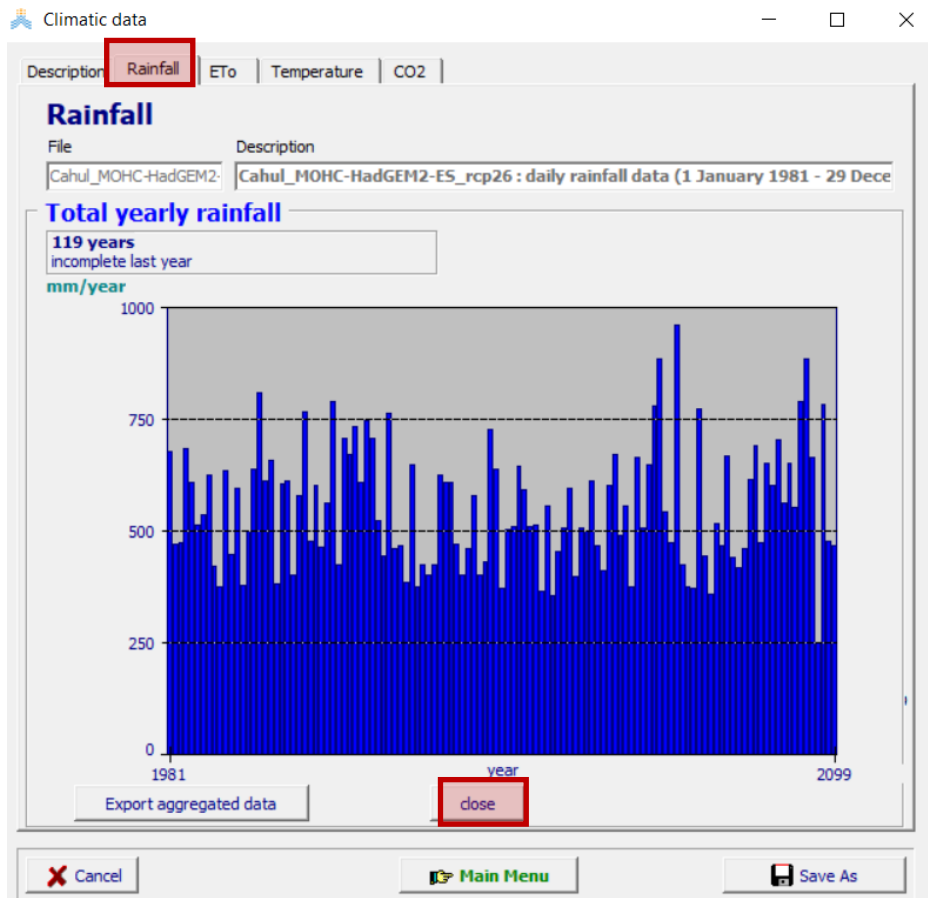 Climatic data
Description Rainfall ETo Temperature CO2
Rainfall
File Description
Cahul_MOHC-HadGEM2- Cahul_MOHC-HadGEM2-ES_rcp26 : daily rainfall data (1 January 1981 - 29 Dece
Total yearly rainfall
119 years
incomplete last year
mm/year
1000
750
500
250
0
1981 year 2099
Export aggregated data close
Cancel Main Menu Save As